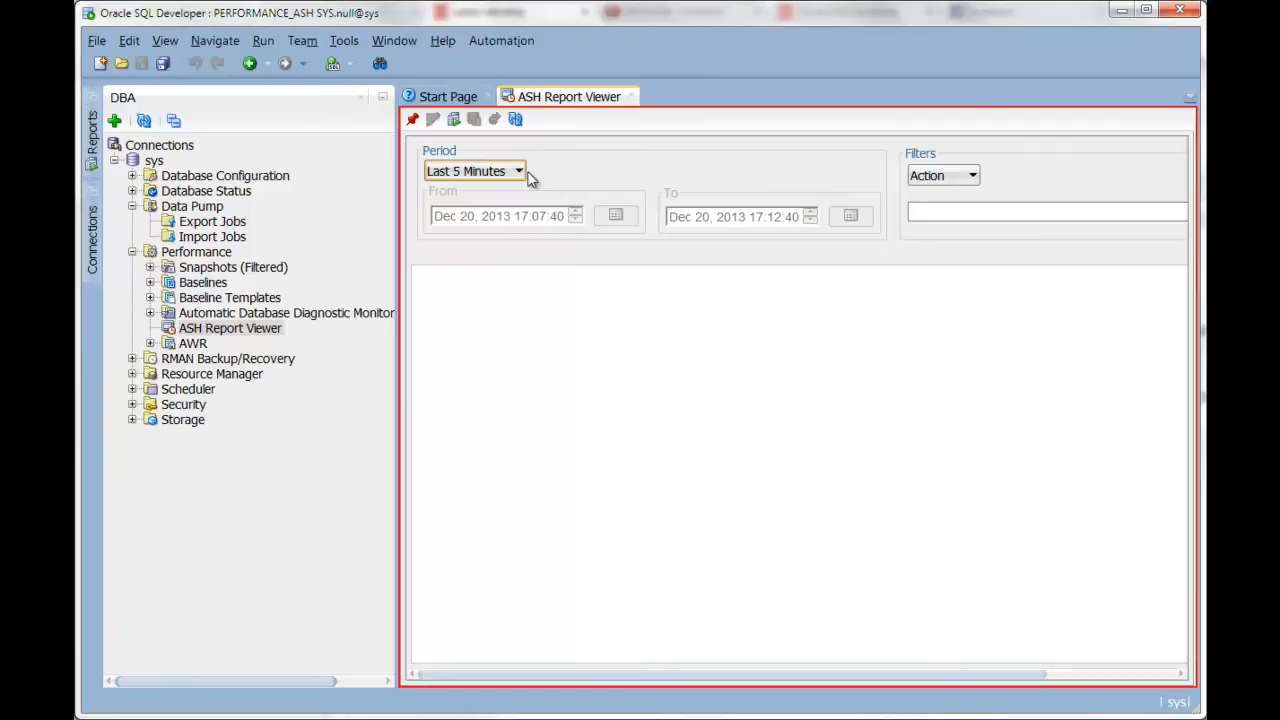 Oracle SQL Developer : PERFORMANCE_ASH SYS.null@sys
File Edit View Navigate Run Team Tools Window Help Automation
Reports
Connections
DBA
Connections
sys
Database Configuration
Database Status
Data Pump
Export Jobs
Import Jobs
Performance
Snapshots (Filtered)
Baselines
Baseline Templates
Automatic Database Diagnostic Monitor
ASH Report Viewer
AWR
RMAN Backup/Recovery
Resource Manager
Scheduler
Security
Storage
Start Page ASH Report Viewer
Period
Last 5 Minutes
From
Dec 20, 2013 17:07:40
To
Dec 20, 2013 17:12:40
Filters
Action
sys